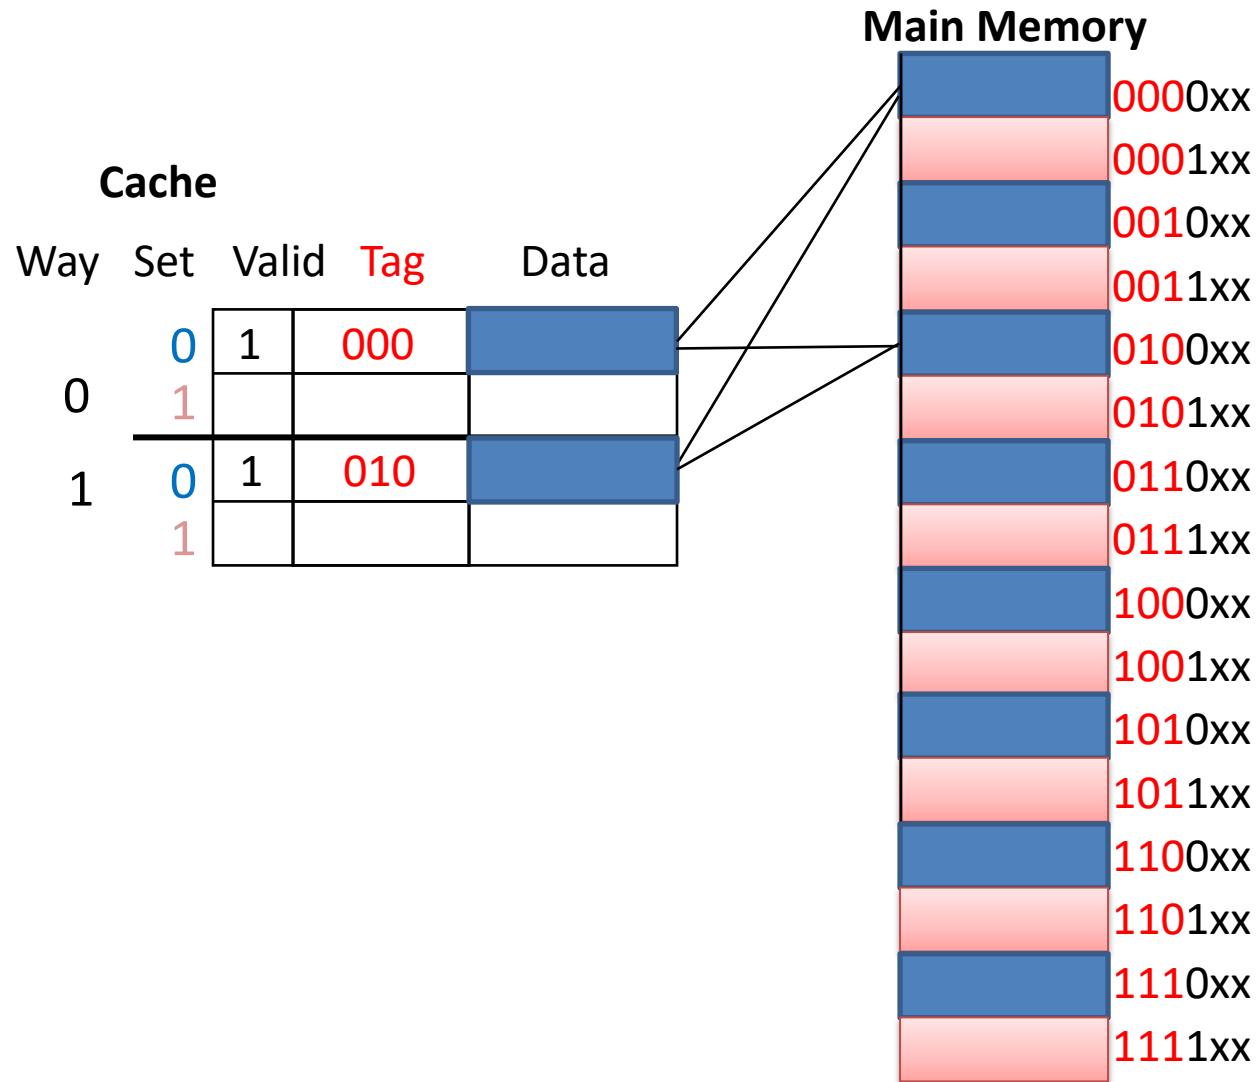 Main Memory
0000xx
0001xx
Cache
0010xx
Way Set Valid Tag Data
0011xx
0 1 000
0100xx
0
1
0101xx
1
0 1 010
0110xx
1
0111xx
1000xx
1001xx
1010xx
1011xx
1100xx
1101xx
1110xx
1111xx